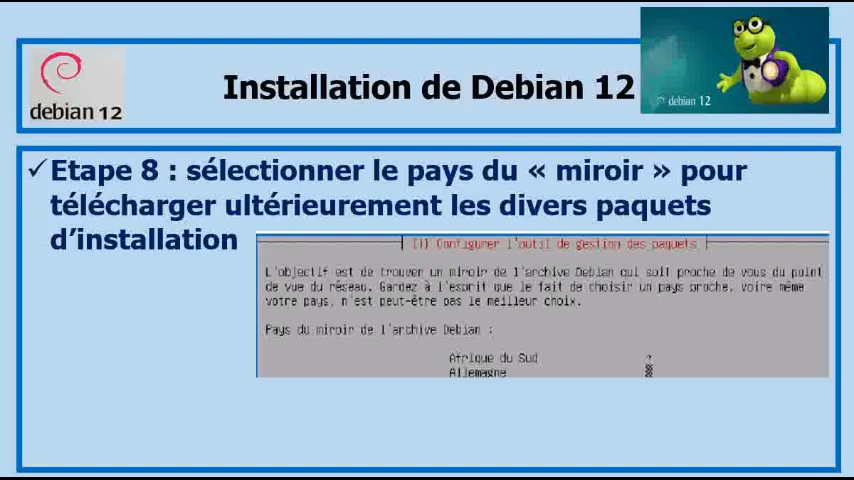 debian 12
Installation de Debian 12
debian 12
✓Etape 8 : sélectionner le pays du « miroir » pour
télécharger ultérieurement les divers paquets
d’installation
[!] Configurer l'outil de gestion des paquets
L'objectif est de trouver un miroir de l'archive Debian qui soit proche de vous du point
de vue du réseau. Gardez à l'esprit que le fait de choisir un pays proche, voire même
votre pays, n'est peut-être pas le meilleur choix.
Pays du miroir de l'archive Debian :
Afrique du Sud
Allemagne